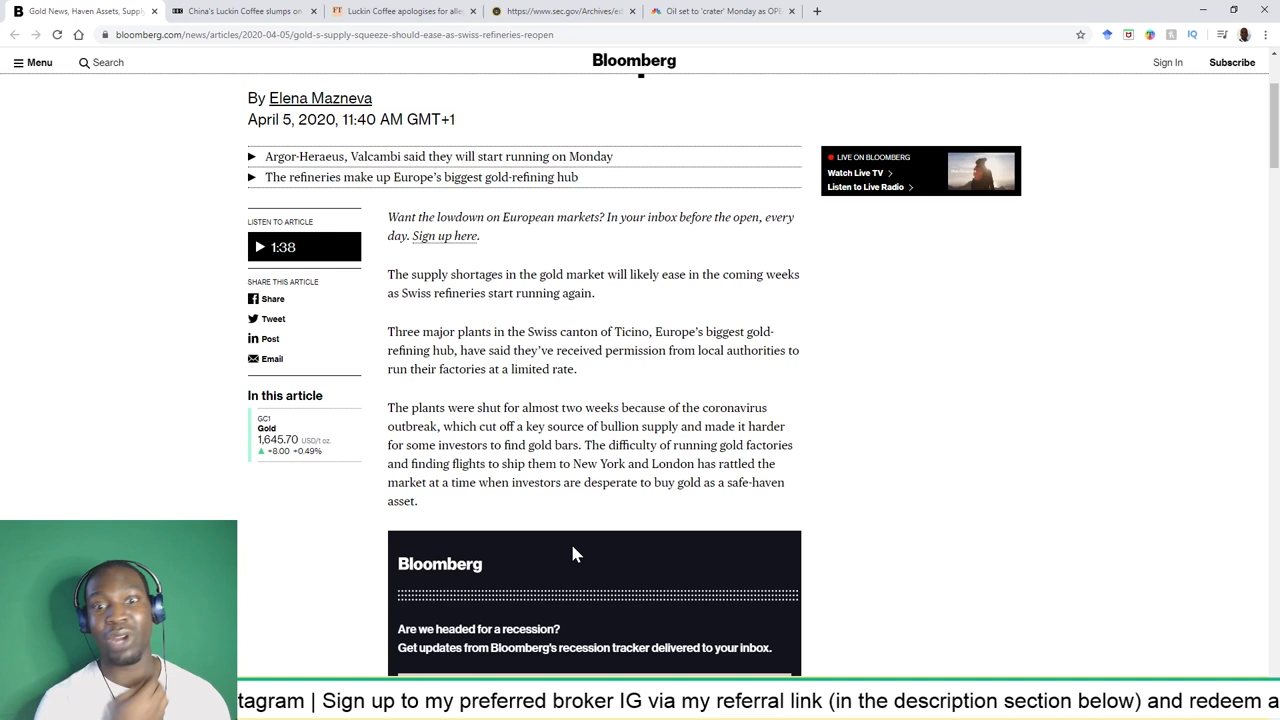 Gold News, Haven Assets, Supply
China's Luckin Coffee slumps on
Luckin Coffee apologises for alle
https://www.sec.gov/Archives/ed
Oil set to 'crater' Monday as OPE
bloomberg.com/news/articles/2020-04-05/gold-s-supply-squeeze-should-ease-as-swiss-refineries-reopen
Menu
Search
Bloomberg
Sign In
Subscribe
By Elena Mazneva
April 5, 2020, 11:40 AM GMT+1
Argor-Heraeus, Valcambi said they will start running on Monday
The refineries make up Europe's biggest gold-refining hub
LIVE ON BLOOMBERG
Watch Live TV
Listen to Live Radio
LISTEN TO ARTICLE
1:38
SHARE THIS ARTICLE
Share
Tweet
Post
Email
In this article
GC1
Gold
1,645.70 USD/t oz.
▲ +8.00 +0.49%
Want the lowdown on European markets? In your inbox before the open, every
day. Sign up here.
The supply shortages in the gold market will likely ease in the coming weeks
as Swiss refineries start running again.
Three major plants in the Swiss canton of Ticino, Europe's biggest gold-
refining hub, have said they've received permission from local authorities to
run their factories at a limited rate.
The plants were shut for almost two weeks because of the coronavirus
outbreak, which cut off a key source of bullion supply and made it harder
for some investors to find gold bars. The difficulty of running gold factories
and finding flights to ship them to New York and London has rattled the
market at a time when investors are desperate to buy gold as a safe-haven
asset.
Bloomberg
Are we headed for a recession?
Get updates from Bloomberg's recession tracker delivered to your inbox.
tagram | Sign up to my preferred broker IG via my referral link (in the description section below) and redeem a